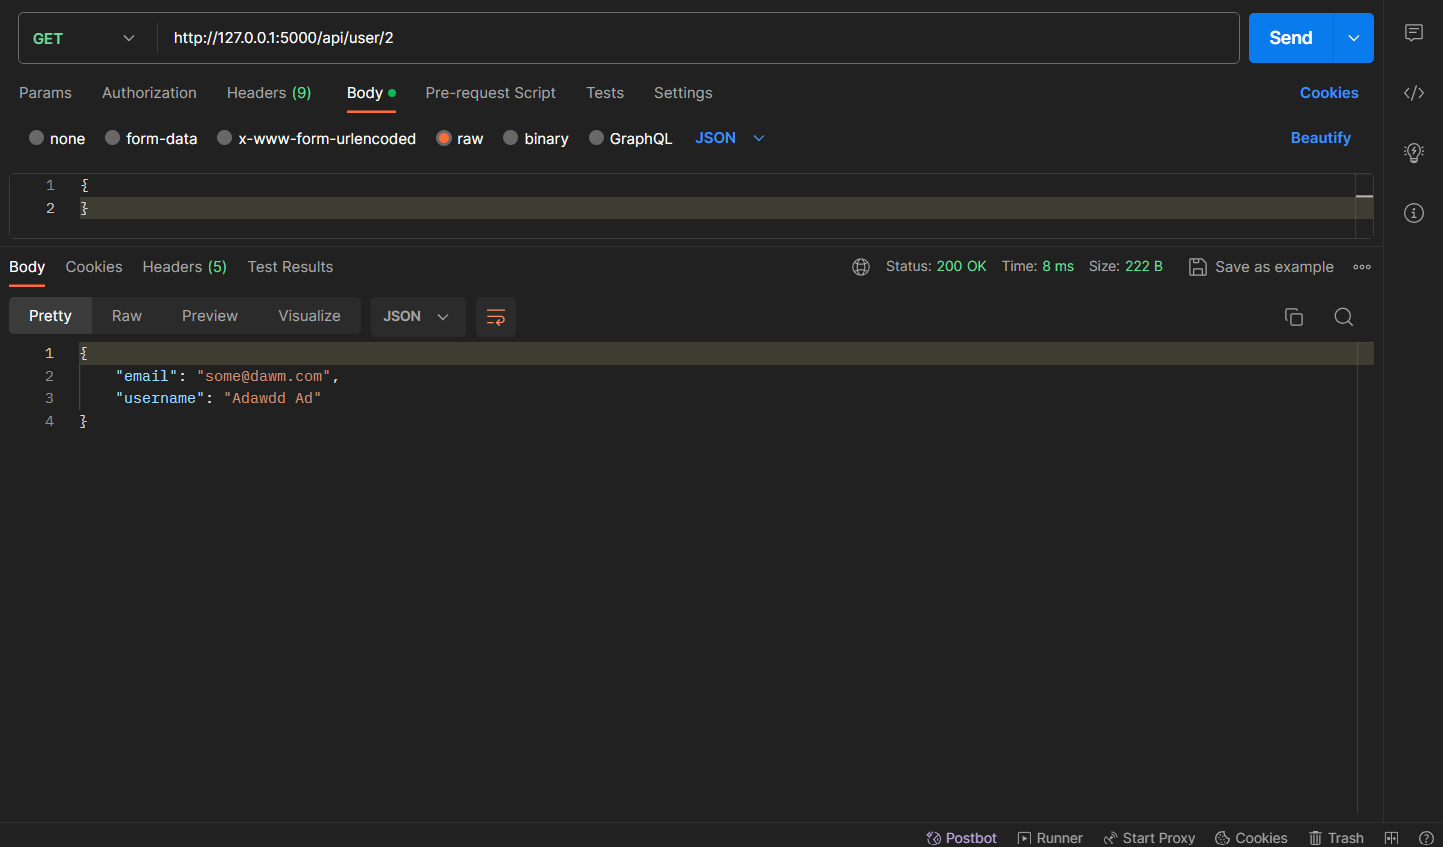 GET http://127.0.0.1:5000/api/user/2 Send
Params Authorization Headers (9) Body Pre-request Script Tests Settings Cookies
none form-data x-www-form-urlencoded raw binary GraphQL JSON Beautify
1 {
2 }
Body Cookies Headers (5) Test Results Status: 200 OK Time: 8 ms Size: 222 B Save as example
Pretty Raw Preview Visualize JSON
1 {
2 "email": "some@dawm.com",
3 "username": "Adawdd Ad"
4 }
Postbot Runner Start Proxy Cookies Trash